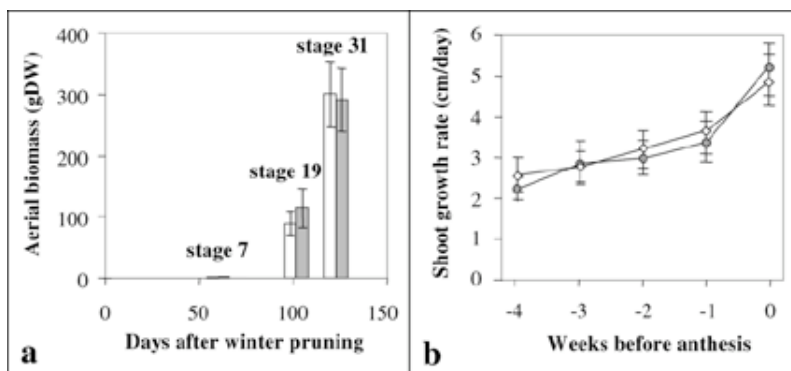 400
300
200
100
0
Aerial biomass (gDW)
stage 31
stage 19
stage 7
0 50 100 150
Days after winter pruning
a
6
5
4
3
2
1
0
Shoot growth rate (cm/day)
-4 -3 -2 -1 0
Weeks before anthesis
b